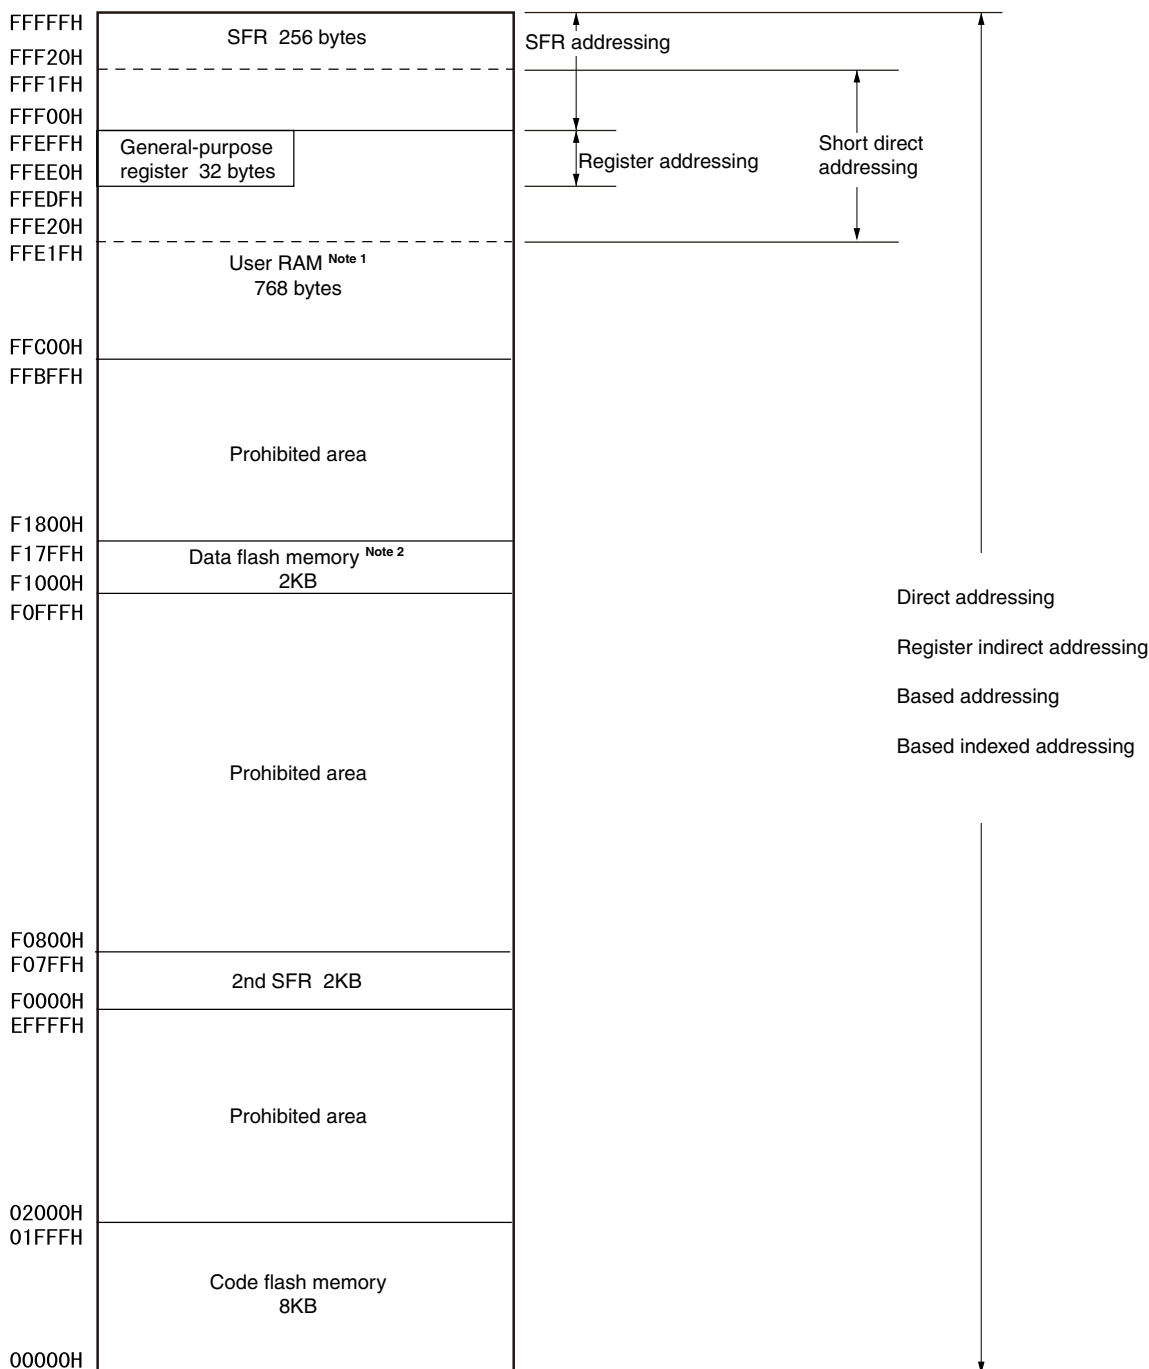 FFFFFH
SFR 256 bytes
SFR addressing
FFF20H
FFF1FH
FFF00H
FFEFFH
General-purpose
register 32 bytes
Register addressing
Short direct
addressing
FFEE0H
FFEDFH
FFE20H
FFE1FH
User RAM Note 1
768 bytes
FFC00H
FFBFFH
Prohibited area
F1800H
F17FFH
Data flash memory Note 2
2KB
F1000H
F0FFFH
Direct addressing
Register indirect addressing
Based addressing
Based indexed addressing
Prohibited area
F0800H
F07FFH
2nd SFR 2KB
F0000H
EFFFFH
Prohibited area
02000H
01FFFH
Code flash memory
8KB
00000H